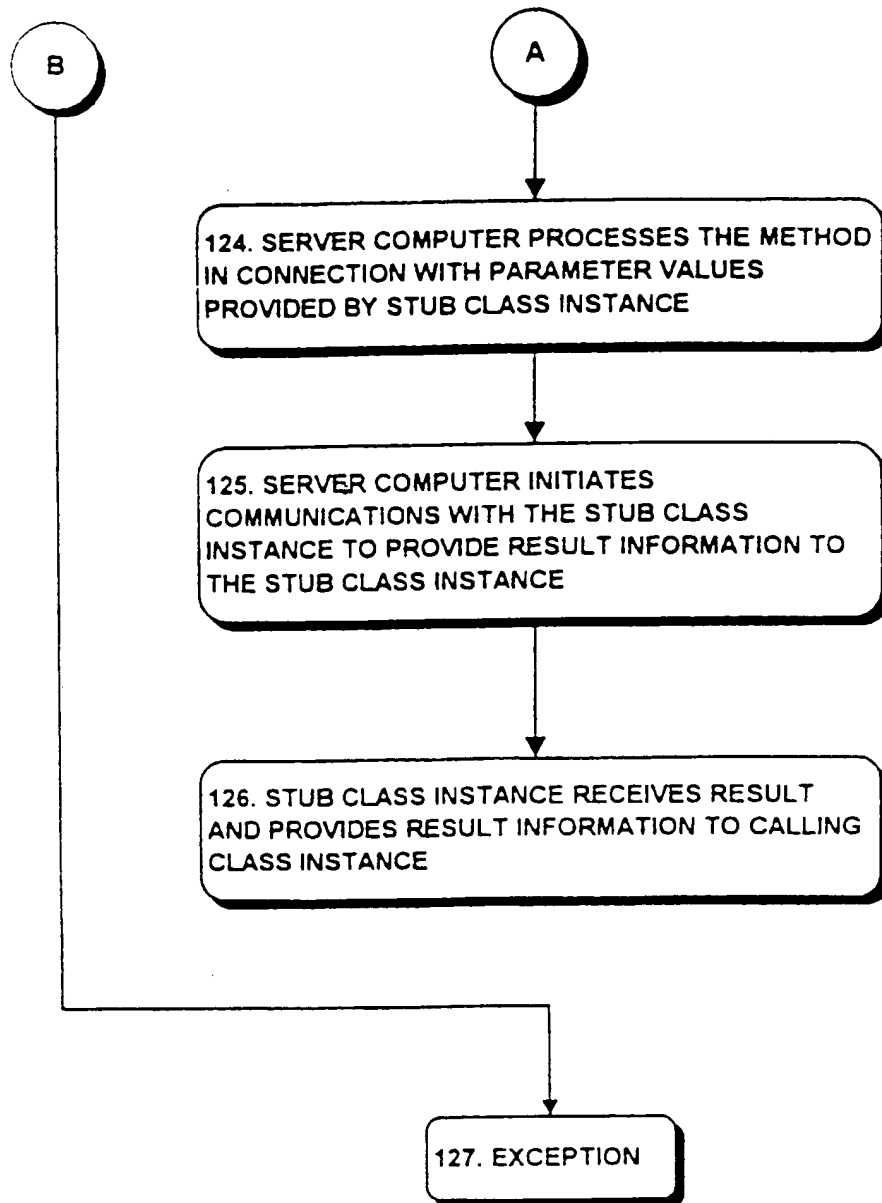 B
A
124. SERVER COMPUTER PROCESSES THE METHOD
IN CONNECTION WITH PARAMETER VALUES
PROVIDED BY STUB CLASS INSTANCE
125. SERVER COMPUTER INITIATES
COMMUNICATIONS WITH THE STUB CLASS
INSTANCE TO PROVIDE RESULT INFORMATION TO
THE STUB CLASS INSTANCE
126. STUB CLASS INSTANCE RECEIVES RESULT
AND PROVIDES RESULT INFORMATION TO CALLING
CLASS INSTANCE
127. EXCEPTION